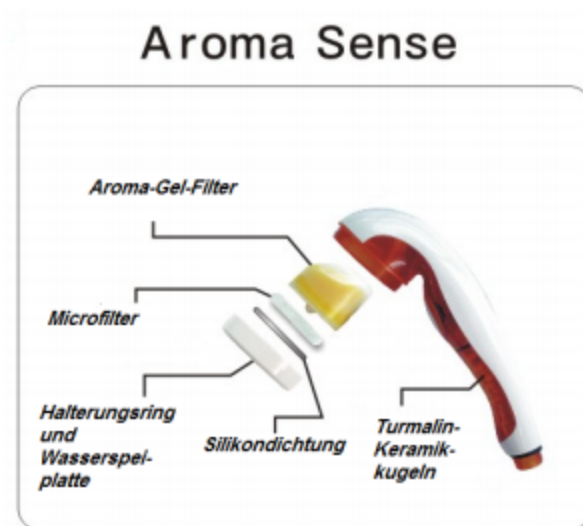 Aroma Sense
Aroma-Gel-Filter
Microfilter
Halterungsring
und
Wasserspei-
platte
Silikondichtung
Turmalin-
Keramik-
kugeln